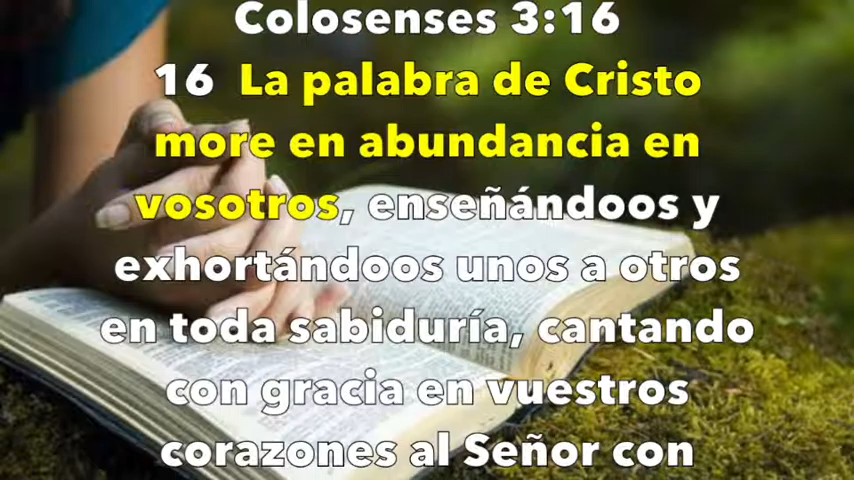 Colosenses 3:16
16 La palabra de Cristo
more en abundancia en
vosotros, enseñándoos y
exhortándoos unos a otros
en toda sabiduría, cantando
con gracia en vuestros
corazones al Señor con